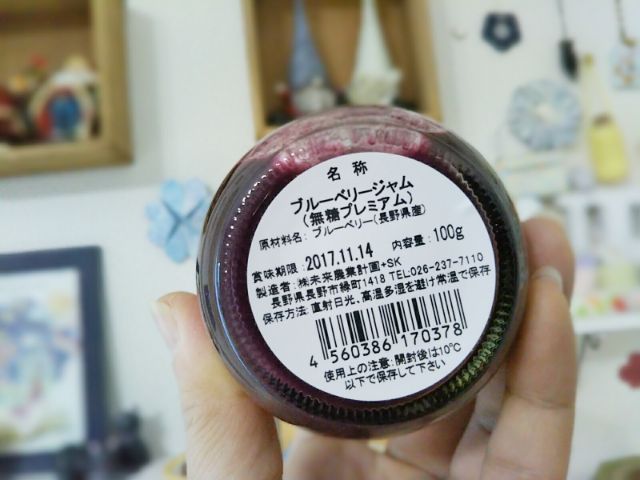 名称
ブルーベリージャム
(無糖プレミアム)
原材料名:ブルーベリー(長野県産)
賞味期限:2017.11.14 内容量:100g
製造者:㈱未来農業計画+SK
長野県長野市緑町1418 TEL026-237-7110
保存方法:直射日光、高温多湿を避け常温で保存
4 560386 170378
使用上の注意:開封後は10℃
以下で保存して下さい